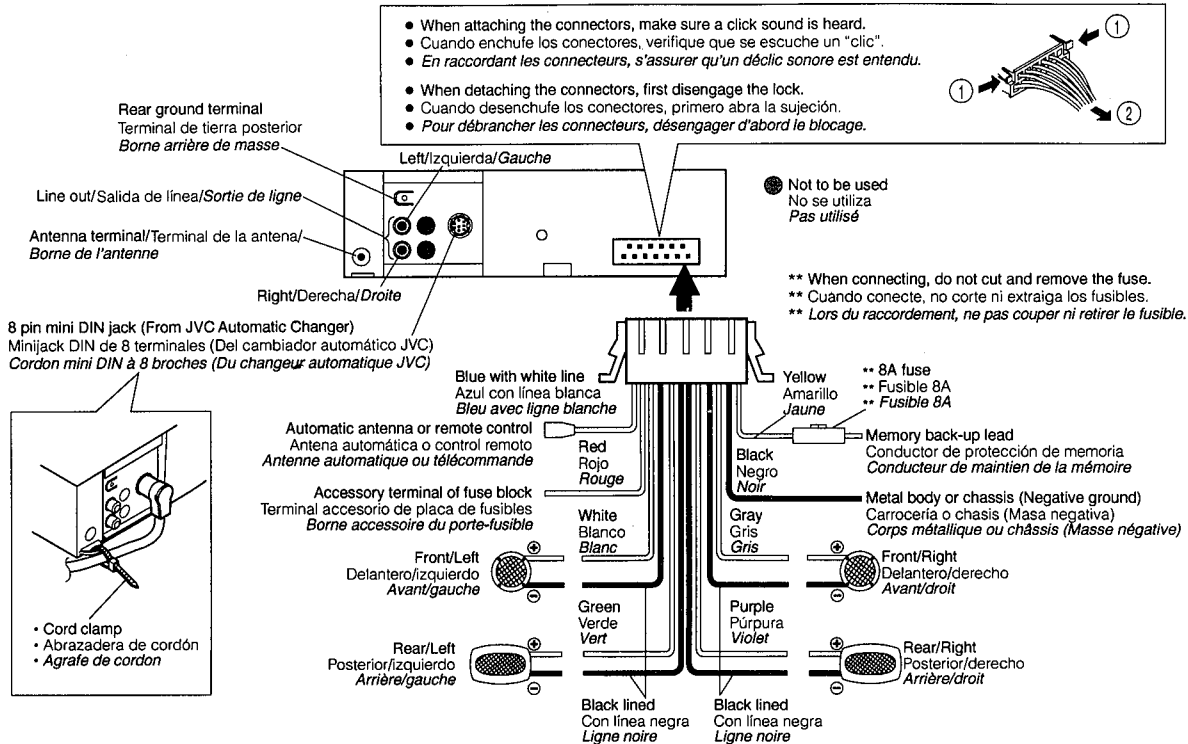 ● When attaching the connectors, make sure a click sound is heard.
● Cuando enchufe los conectores, verifique que se escuche un "clic".
● En raccordant les connecteurs, s'assurer qu'un déclic sonore est entendu.
● When detaching the connectors, first disengage the lock.
● Cuando desenchufe los conectores, primero abra la sujeción.
● Pour débrancher les connecteurs, désengager d'abord le blocage.
①
①
②
Rear ground terminal
Terminal de tierra posterior
Borne arrière de masse
Left/Izquierda/Gauche
Line out/Salida de línea/Sortie de ligne
Antenna terminal/Terminal de la antena/
Borne de l'antenne
Right/Derecha/Droite
Not to be used
No se utiliza
Pas utilisé
** When connecting, do not cut and remove the fuse.
** Cuando conecte, no corte ni extraiga los fusibles.
** Lors du raccordement, ne pas couper ni retirer le fusible.
8 pin mini DIN jack (From JVC Automatic Changer)
Minijack DIN de 8 terminales (Del cambiador automático JVC)
Cordon mini DIN à 8 broches (Du changeur automatique JVC)
• Cord clamp
• Abrazadera de cordón
• Agrafe de cordon
Blue with white line
Azul con línea blanca
Bleu avec ligne blanche
Yellow
Amarillo
Jaune
** 8A fuse
** Fusible 8A
** Fusible 8A
Automatic antenna or remote control
Antena automática o control remoto
Antenne automatique ou télécommande
Red
Rojo
Rouge
Black
Negro
Noir
Memory back-up lead
Conductor de protección de memoria
Conducteur de maintien de la mémoire
Accessory terminal of fuse block
Terminal accesorio de placa de fusibles
Borne accessoire du porte-fusible
Metal body or chassis (Negative ground)
Carrocería o chasis (Masa negativa)
Corps métallique ou châssis (Masse négative)
White
Blanco
Blanc
Gray
Gris
Gris
Front/Left
Delantero/izquierdo
Avant/gauche
⊕
⊖
⊕
⊖
Front/Right
Delantero/derecho
Avant/droit
Green
Verde
Vert
Purple
Púrpura
Violet
Rear/Left
Posterior/izquierdo
Arrière/gauche
⊕
⊖
⊕
⊖
Rear/Right
Posterior/derecho
Arrière/droit
Black lined
Con línea negra
Ligne noire
Black lined
Con línea negra
Ligne noire